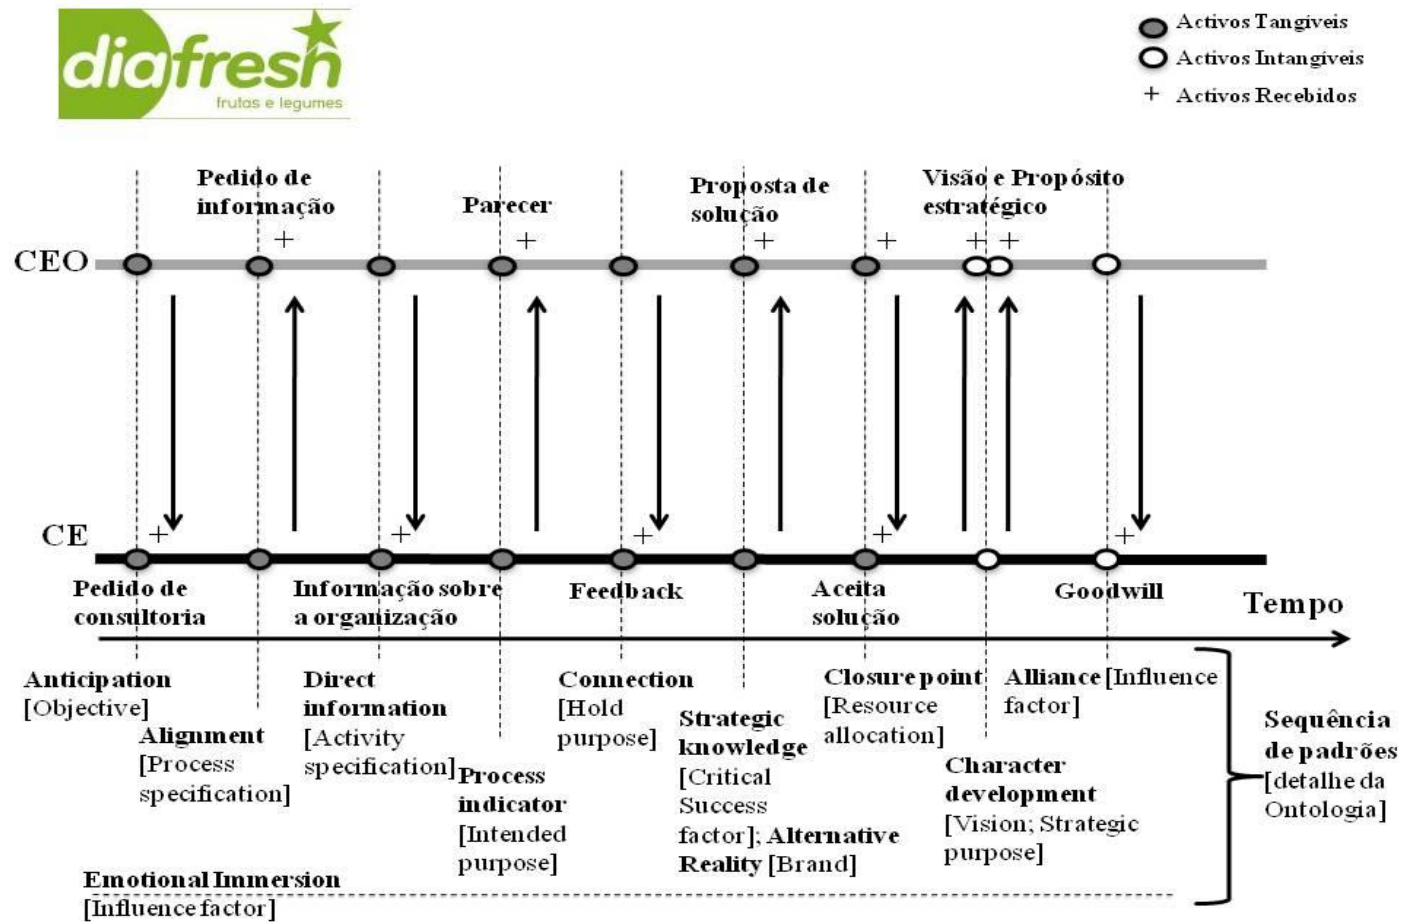 diafresh
frutas e legumes
Activos Tangíveis
Activos Intangíveis
+ Activos Recebidos
Pedido de
informação
Parecer
Proposta de
solução
Visão e Propósito
estratégico
+ + + + + +
CEO
CE
+ + + + +
Pedido de
consultoria
Informação sobre
a organização
Feedback
Aceita
solução
Goodwill
Tempo
Anticipation
[Objective]
Alignment
[Process
specification]
Direct
information
[Activity
specification]
Process
indicator
[Intended
purpose]
Connection
[Hold
purpose]
Strategic
knowledge
[Critical
Success
factor]; Alternative
Reality [Brand]
Closure point
[Resource
allocation]
Character
development
[Vision; Strategic
purpose]
Alliance [Influence
factor]
Sequência
de padrões
[detalhe da
Ontologia]
Emotional Immersion
[Influence factor]